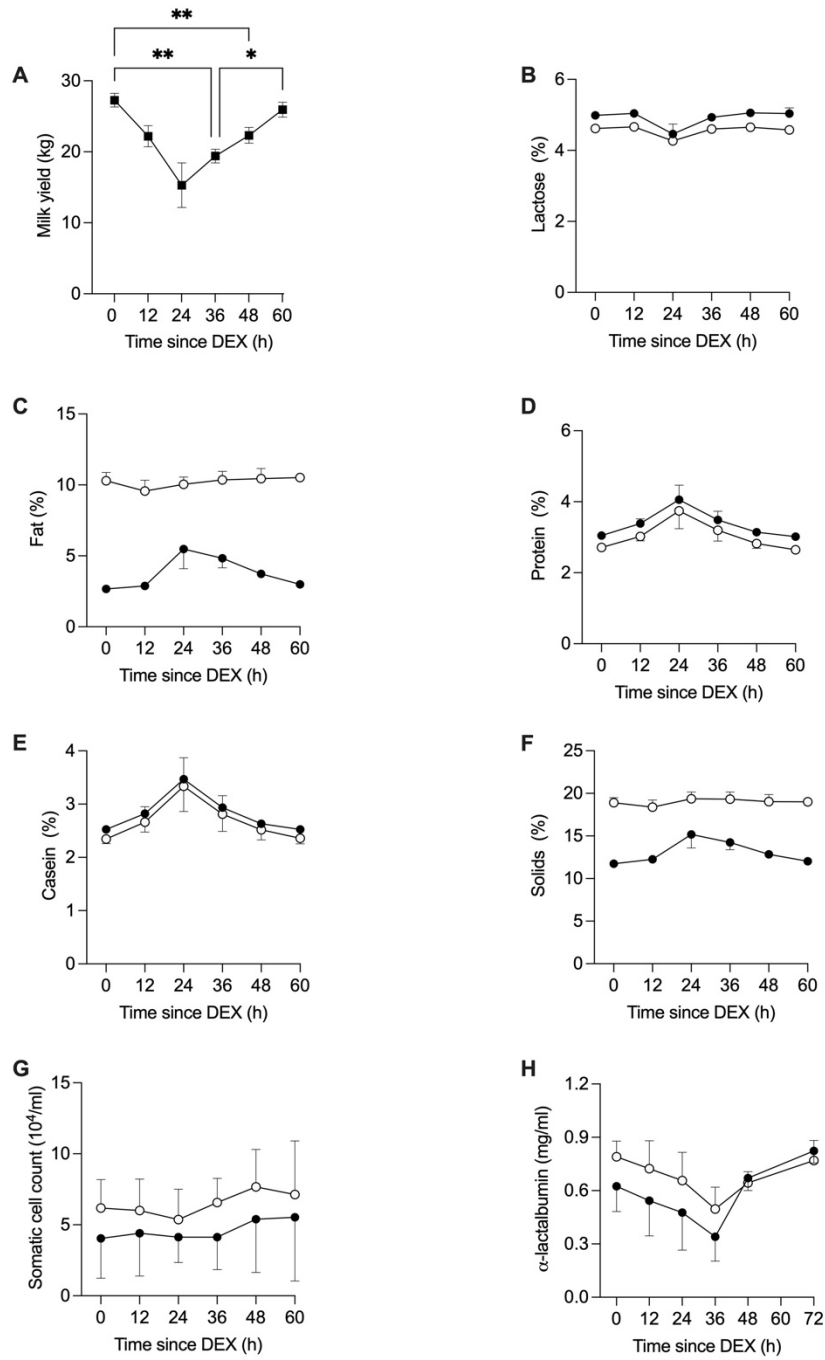 **
** *
A
30
20
10
0
Milk yield (kg)
0 12 24 36 48 60
Time since DEX (h)
B
6
4
2
0
Lactose (%)
0 12 24 36 48 60
Time since DEX (h)
C
15
10
5
0
Fat (%)
0 12 24 36 48 60
Time since DEX (h)
D
6
4
2
0
Protein (%)
0 12 24 36 48 60
Time since DEX (h)
E
4
3
2
1
0
Casein (%)
0 12 24 36 48 60
Time since DEX (h)
F
25
20
15
10
5
0
Solids (%)
0 12 24 36 48 60
Time since DEX (h)
G
15
10
5
0
Somatic cell count (10⁴/ml)
0 12 24 36 48 60
Time since DEX (h)
H
1.2
0.9
0.6
0.3
0.0
α-lactalbumin (mg/ml)
0 12 24 36 48 60 72
Time since DEX (h)